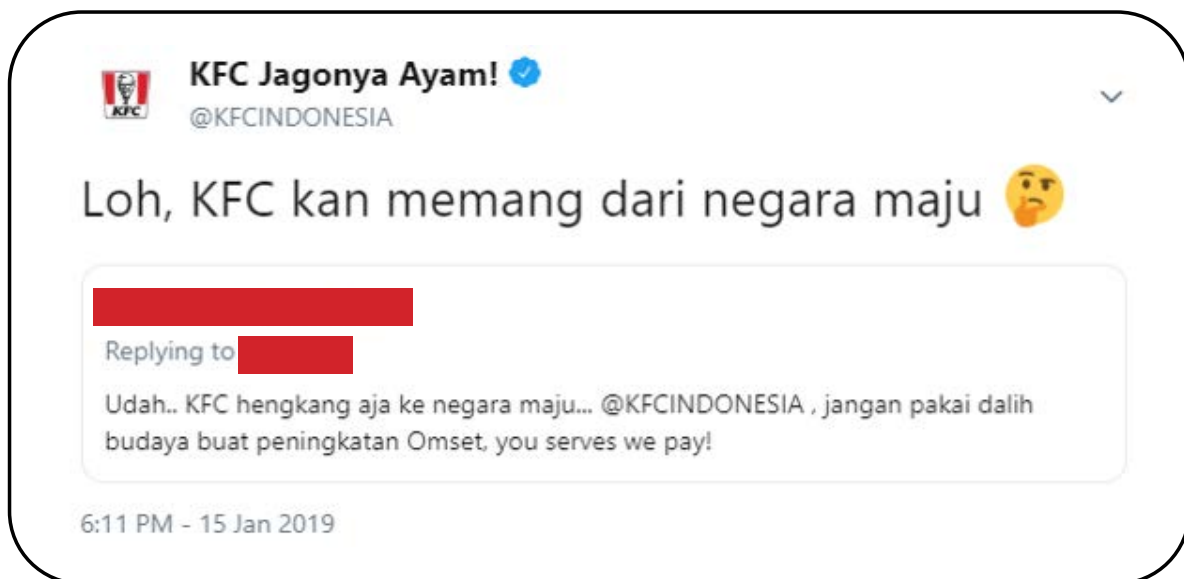 KFC Jagonya Ayam!
KFC
@KFCINDONESIA
Loh, KFC kan memang dari negara maju 🤔
Replying to
Udah.. KFC hengkang aja ke negara maju... @KFCINDONESIA , jangan pakai dalih
budaya buat peningkatan Omset, you serves we pay!
6:11 PM - 15 Jan 2019